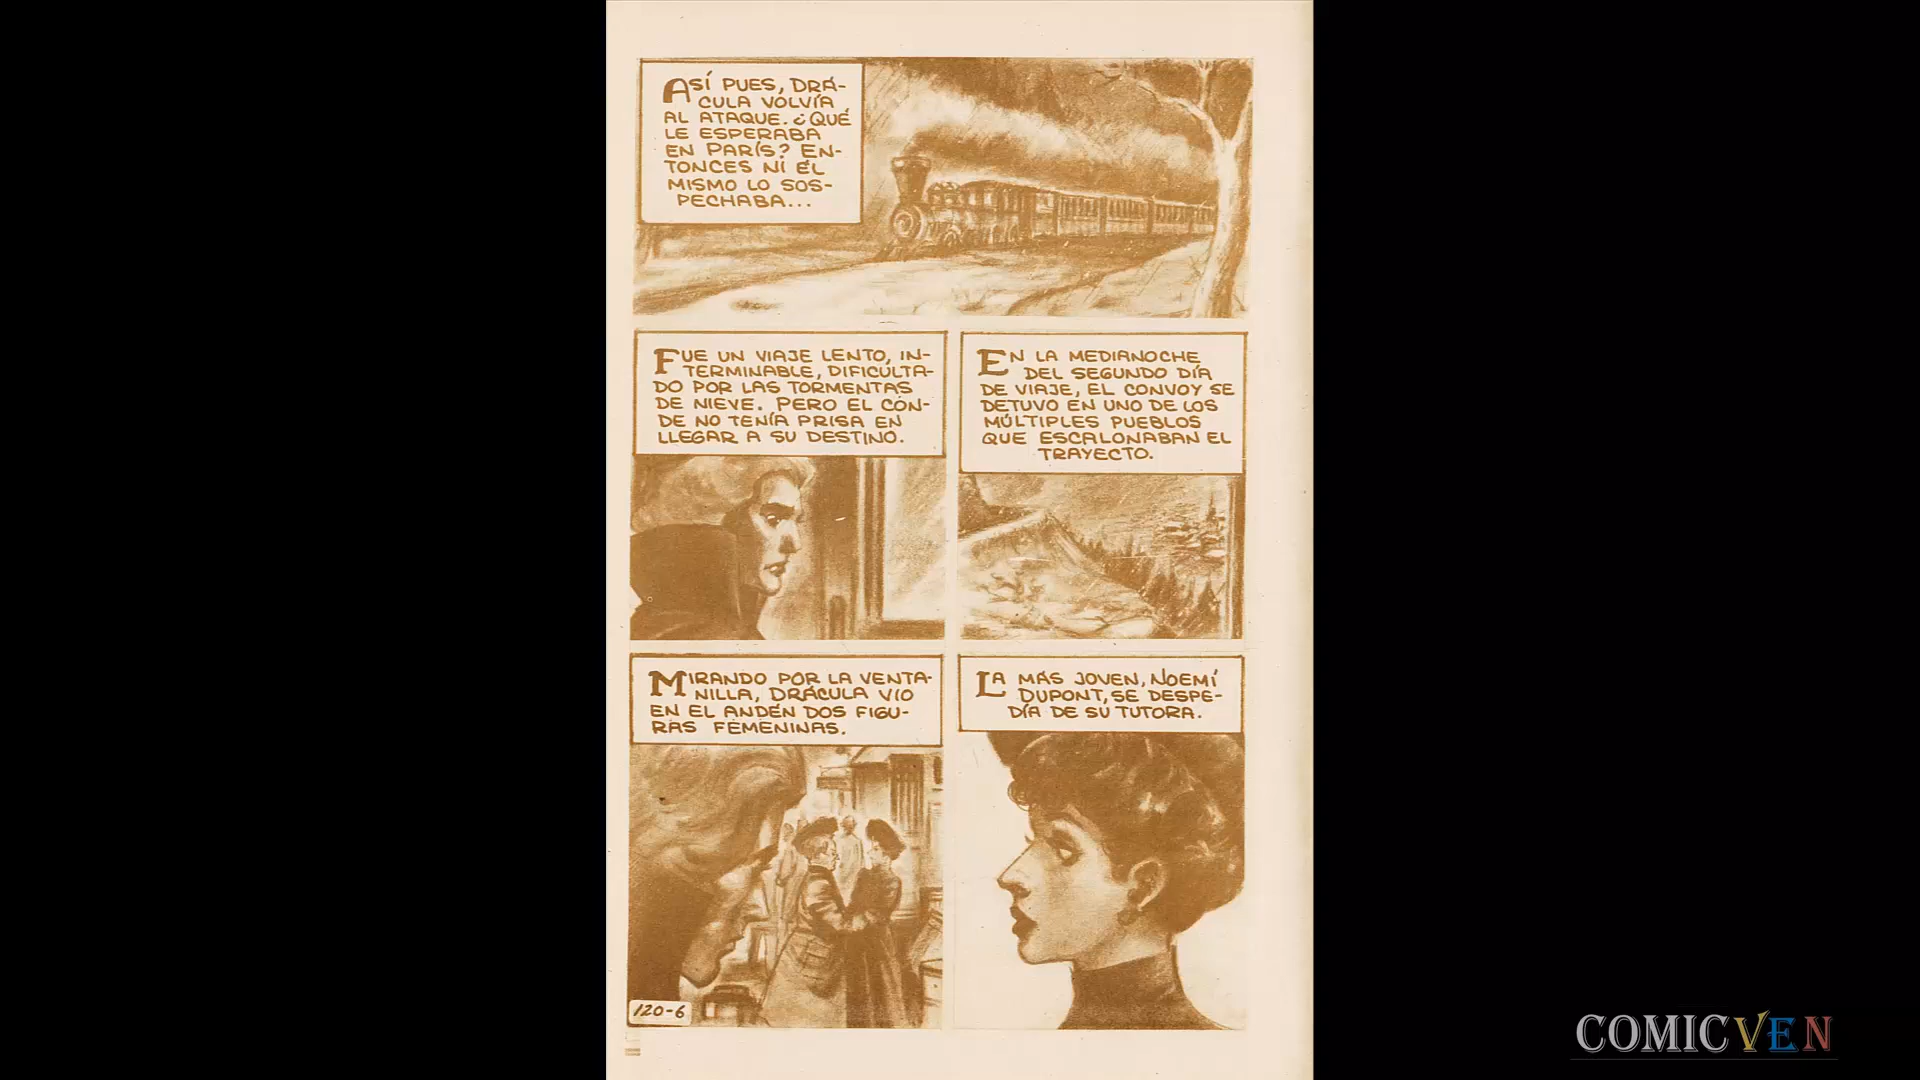 ASÍ PUES, DRÁ-
CULA VOLVÍA
AL ATAQUE. ¿QUÉ
LE ESPERABA
EN PARÍS? EN-
TONCES NI ÉL
MISMO LO SOS-
PECHABA...
FUE UN VIAJE LENTO, IN-
TERMINABLE, DIFICULTA-
DO POR LAS TORMENTAS
DE NIEVE. PERO EL CON-
DE NO TENÍA PRISA EN
LLEGAR A SU DESTINO.
EN LA MEDIANOCHE
DEL SEGUNDO DÍA
DE VIAJE, EL CONVOY SE
DETUVO EN UNO DE LOS
MÚLTIPLES PUEBLOS
QUE ESCALONABAN EL
TRAYECTO.
MIRANDO POR LA VENTA-
NILLA, DRÁCULA VIO
EN EL ANDÉN DOS FIGU-
RAS FEMENINAS.
LA MÁS JOVEN, NOEMÍ
DUPONT, SE DESPE-
DÍA DE SU TUTORA.
120-6
COMICVEN